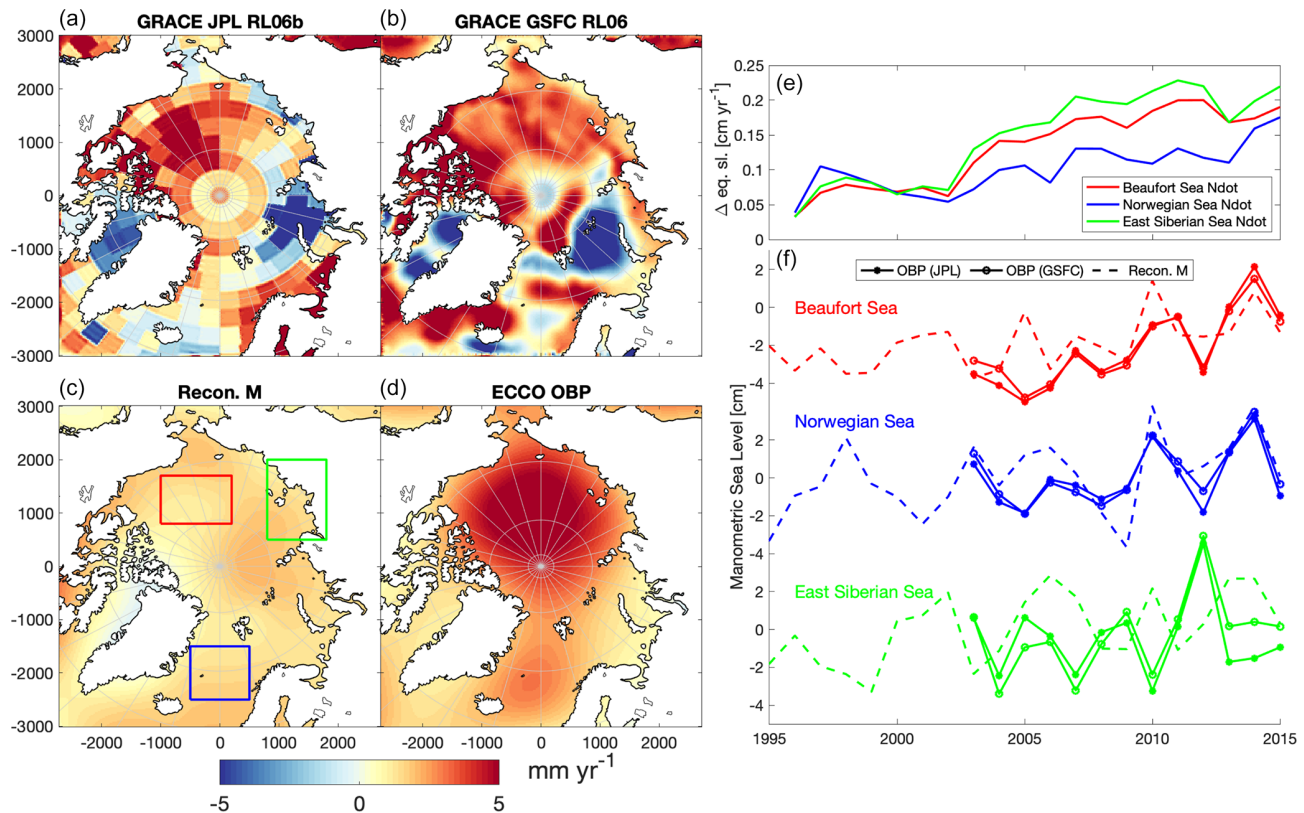 (a) GRACE JPL RL06b
(b) GRACE GSFC RL06
3000
2000
1000
0
-1000
-2000
-3000
(c) Recon. M
(d) ECCO OBP
3000
2000
1000
0
-1000
-2000
-3000
-2000 -1000 0 1000 2000
-2000 -1000 0 1000 2000
-5 0 5
mm yr-1
(e)
Δ eq. sl. [cm yr-1]
0.25
0.2
0.15
0.1
0.05
0
Beaufort Sea Ndot
Norwegian Sea Ndot
East Siberian Sea Ndot
(f)
OBP (JPL) OBP (GSFC) Recon. M
Manometric Sea Level [cm]
Beaufort Sea
2
0
-2
-4
Norwegian Sea
2
0
-2
-4
East Siberian Sea
2
0
-2
-4
1995 2000 2005 2010 2015